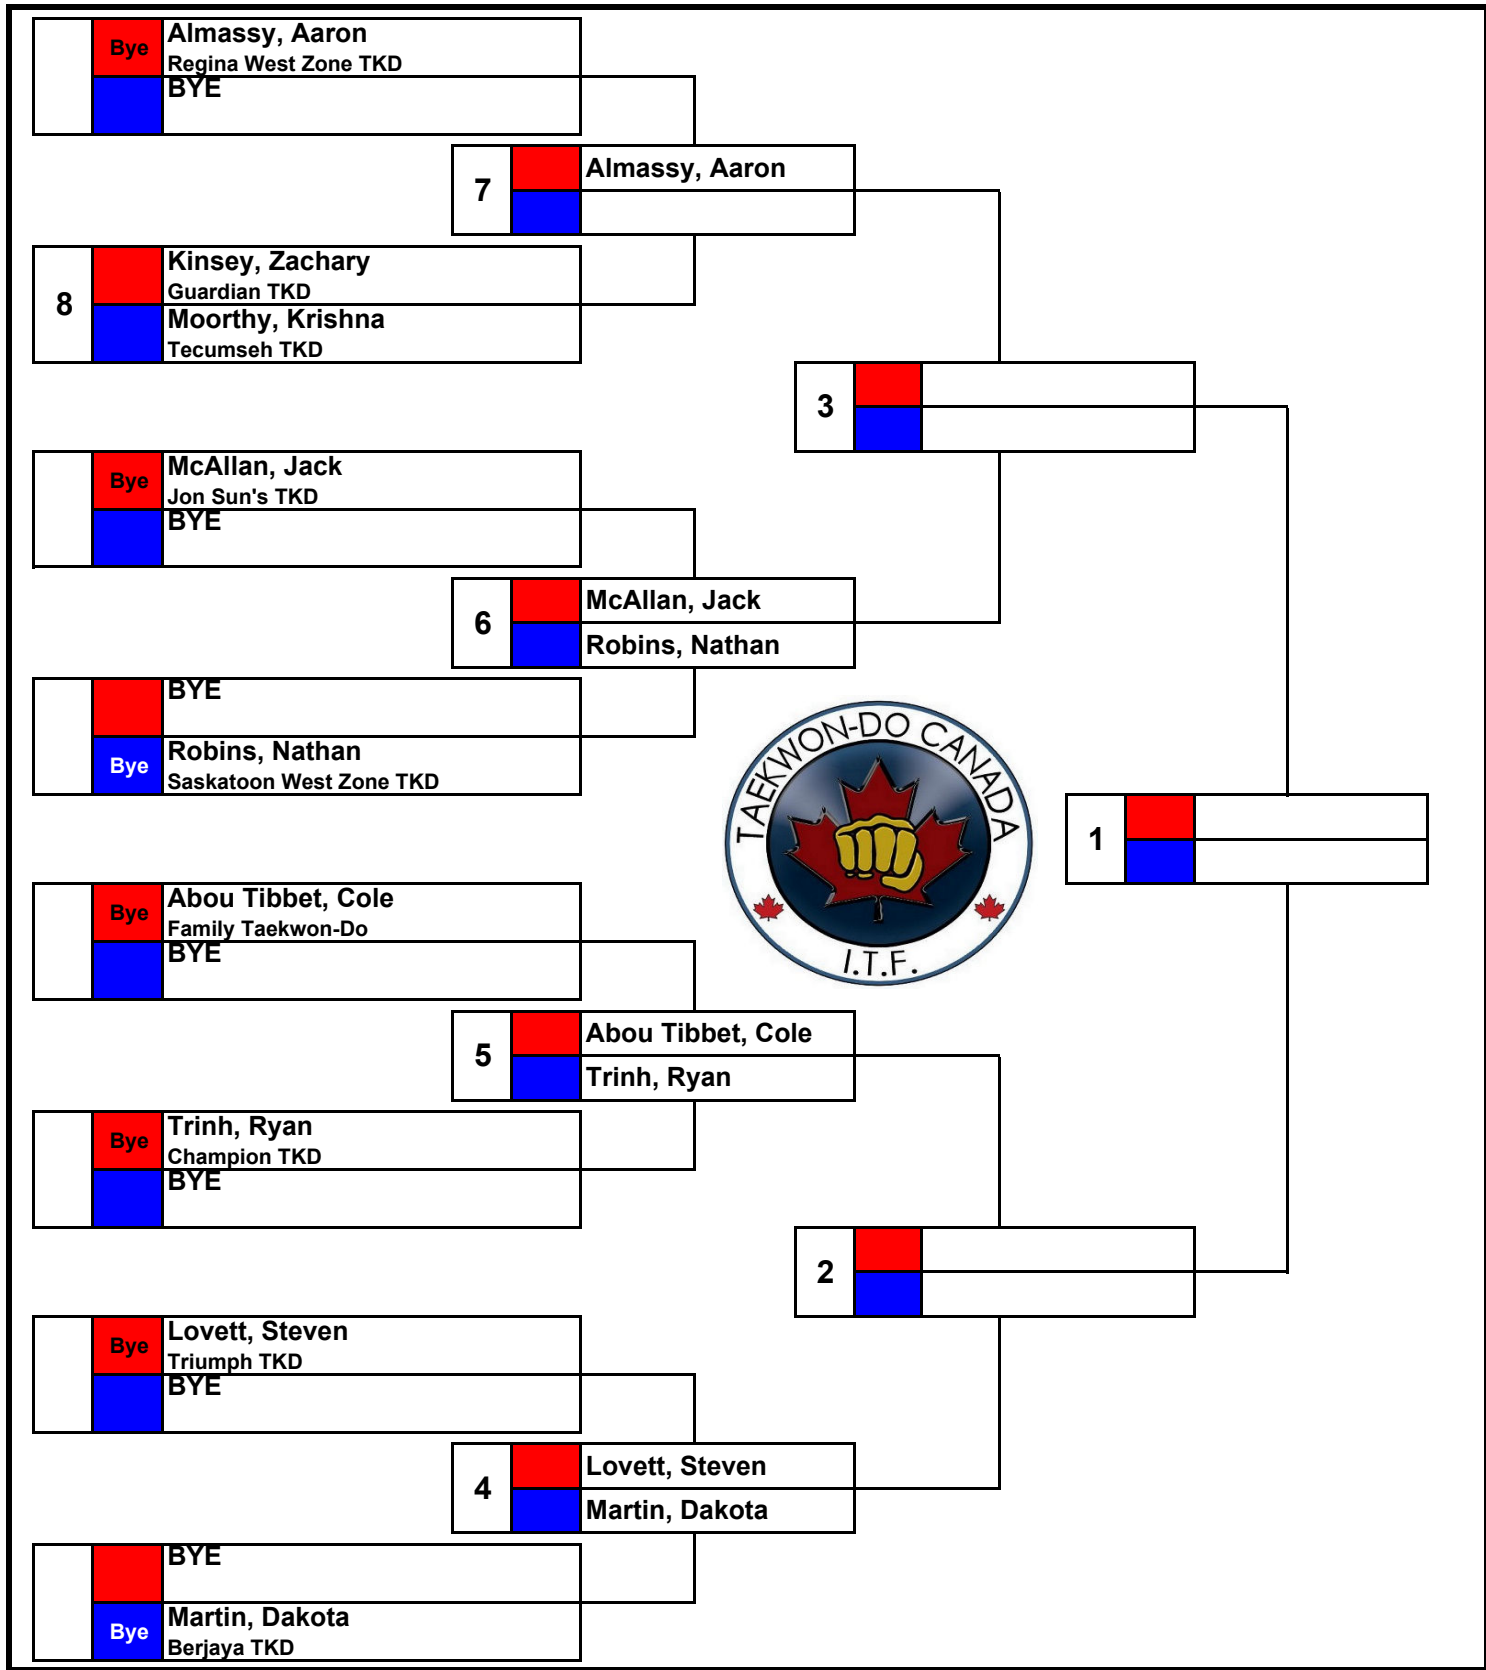 Bye
Almassy, Aaron
Regina West Zone TKD
BYE
7
Almassy, Aaron
8
Kinsey, Zachary
Guardian TKD
Moorthy, Krishna
Tecumseh TKD
3
Bye
McAllan, Jack
Jon Sun's TKD
BYE
6
McAllan, Jack
Robins, Nathan
BYE
Bye
Robins, Nathan
Saskatoon West Zone TKD
TAEKWON-DO CANADA
I.T.F.
1
Bye
Abou Tibbet, Cole
Family Taekwon-Do
BYE
5
Abou Tibbet, Cole
Trinh, Ryan
Bye
Trinh, Ryan
Champion TKD
BYE
2
Bye
Lovett, Steven
Triumph TKD
BYE
4
Lovett, Steven
Martin, Dakota
BYE
Bye
Martin, Dakota
Berjaya TKD